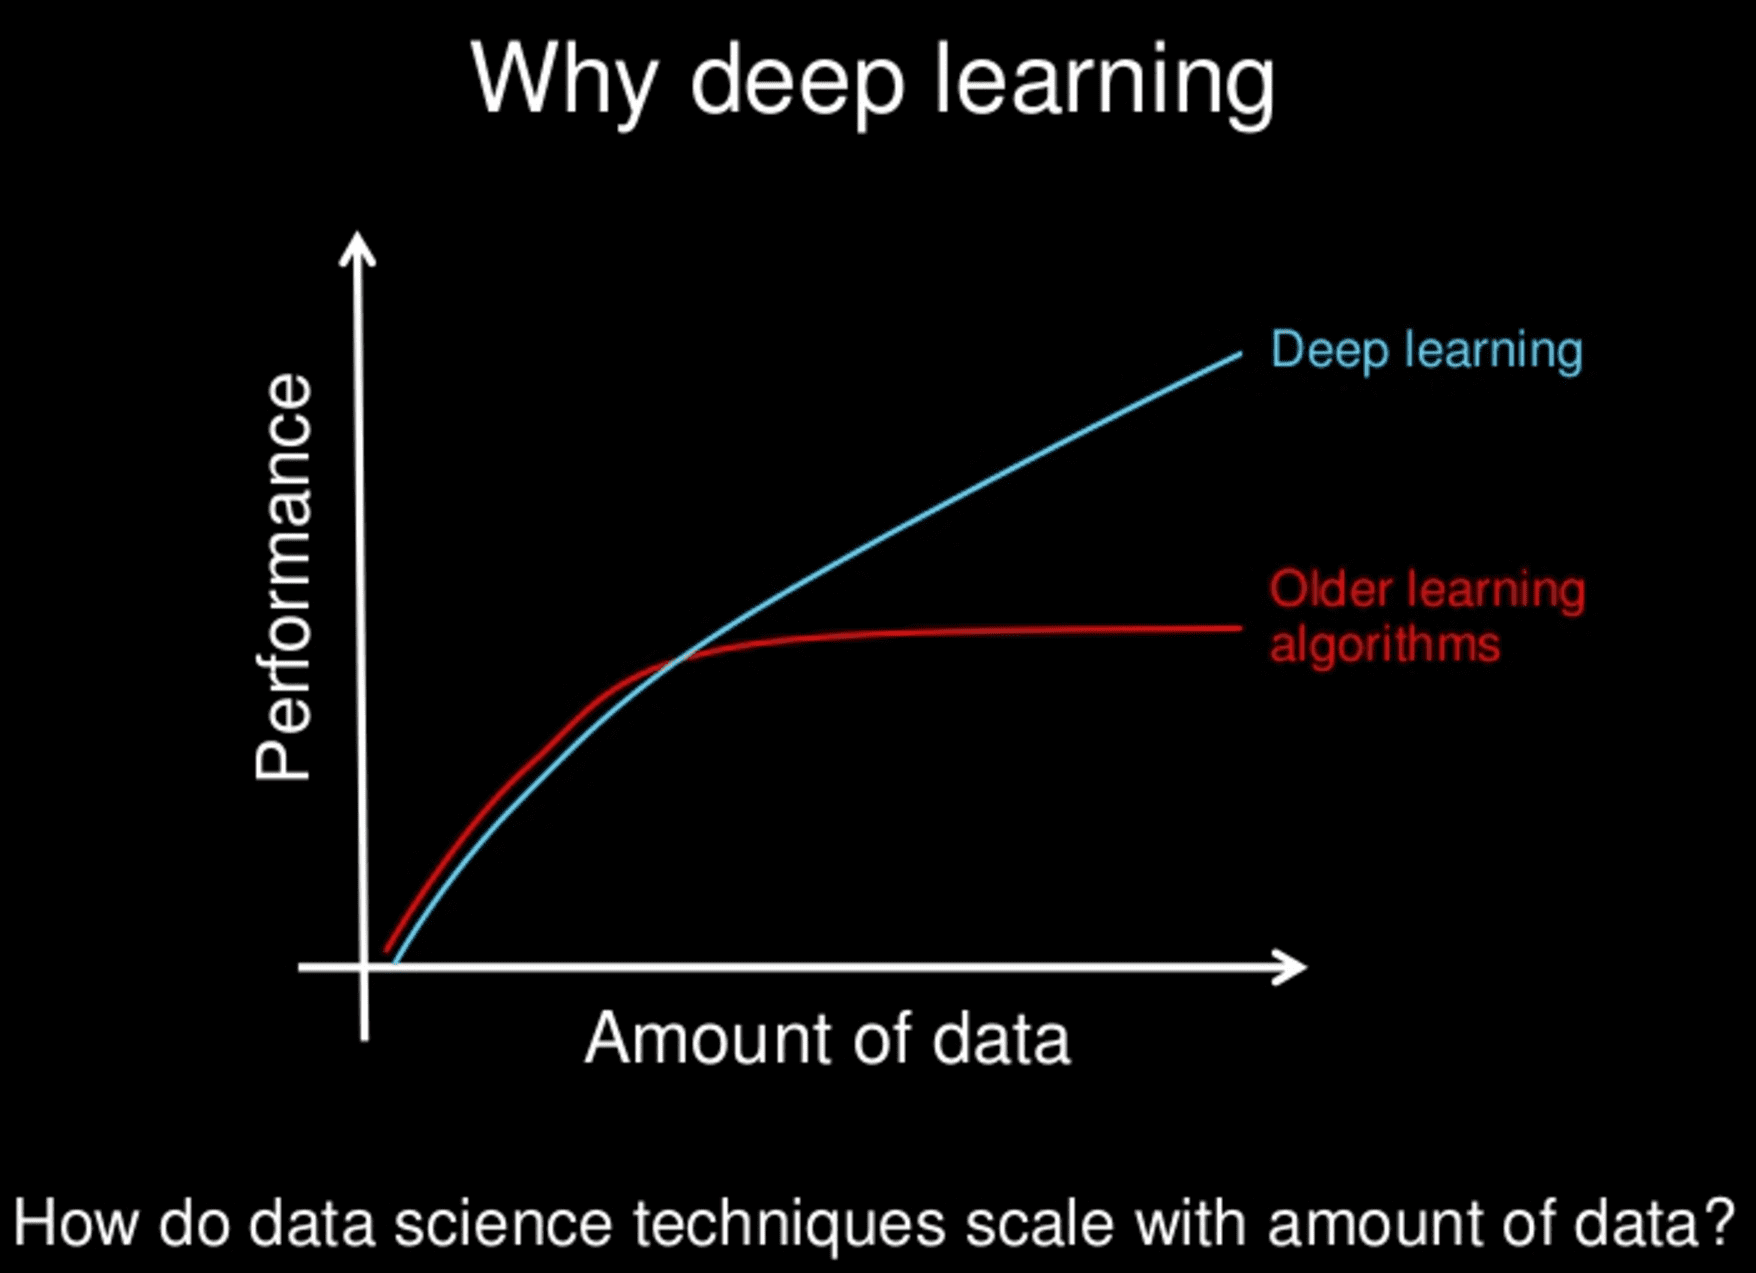 Why deep learning
Performance
Deep learning
Older learning
algorithms
Amount of data
How do data science techniques scale with amount of data?